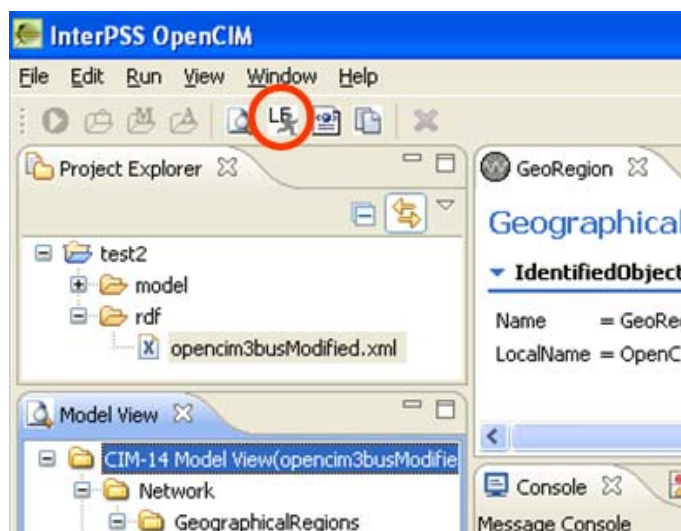 InterPSS OpenCIM
File Edit Run View Window Help
LF
Project Explorer
test2
model
rdf
opencim3busModified.xml
GeoRegion
Geographical
IdentifiedObject
Name = GeoRe
LocalName = OpenC
Model View
CIM-14 Model View(opencim3busModifie
Network
GeographicalRegions
Console
Message Console